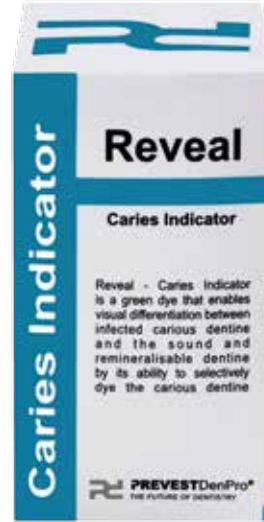 Caries Indicator
Reveal
Caries Indicator
Reveal - Caries Indicator
is a green dye that enables
visual differentiation between
infected carious dentine
and the sound and
remineralisable dentine
by its ability to selectively
dye the carious dentine
PREVESTDenPro®
THE FUTURE OF DENTISTRY